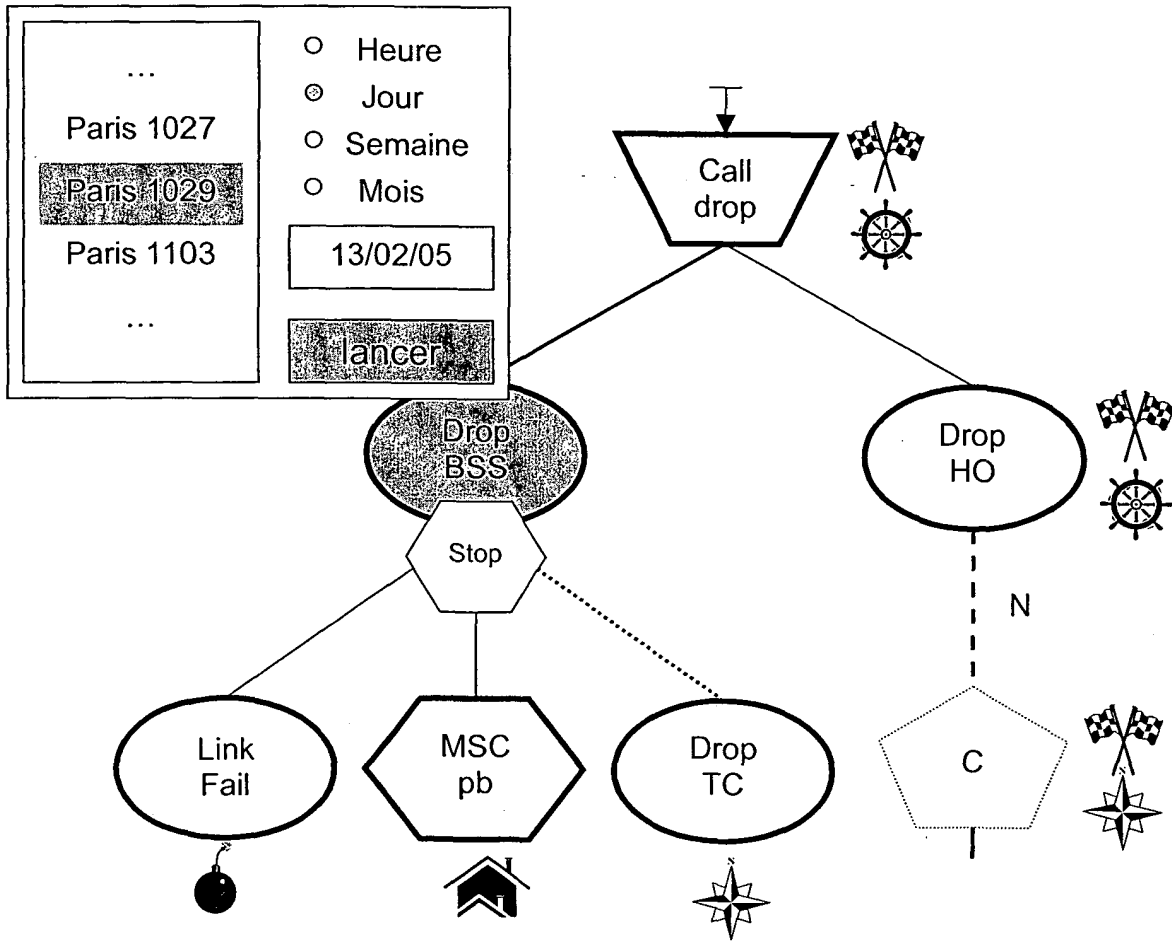 ...
Paris 1027
Paris 1029
Paris 1103
...
Heure
Jour
Semaine
Mois
13/02/05
lancer
Call
drop
Drop
BSS
Drop
HO
Stop
N
Link
Fail
MSC
pb
Drop
TC
C
S
S